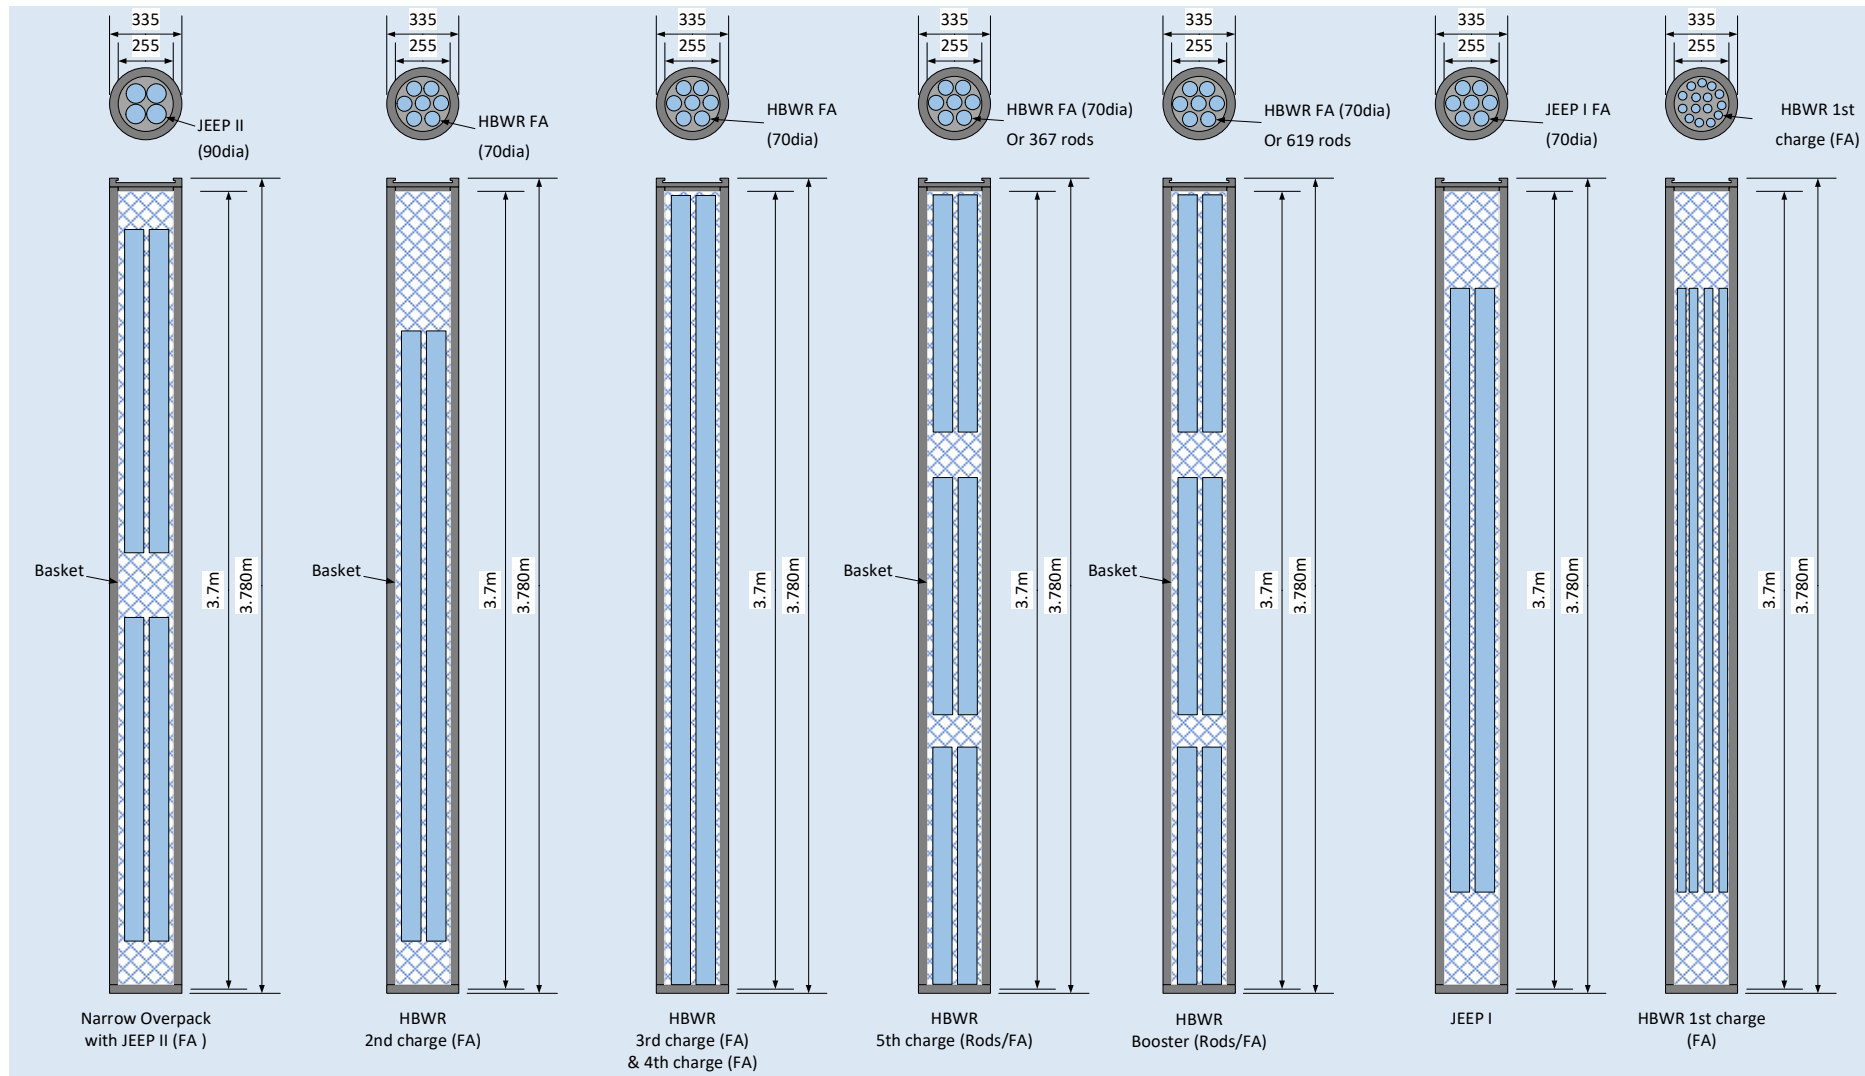 335
255
JEEP II
(90dia)
Basket
3.7m
3.780m
Narrow Overpack
with JEEP II (FA )
335
255
HBWR FA
(70dia)
Basket
3.7m
3.780m
HBWR
2nd charge (FA)
335
255
HBWR FA
(70dia)
3.7m
3.780m
HBWR
3rd charge (FA)
& 4th charge (FA)
335
255
HBWR FA (70dia)
Or 367 rods
Basket
3.7m
3.780m
HBWR
5th charge (Rods/FA)
335
255
HBWR FA (70dia)
Or 619 rods
Basket
3.7m
3.780m
HBWR
Booster (Rods/FA)
335
255
JEEP I FA
(70dia)
3.7m
3.780m
JEEP I
335
255
HBWR 1st
charge (FA)
3.7m
3.780m
HBWR 1st charge
(FA)